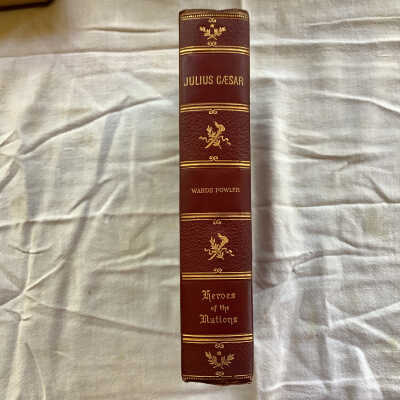 JULIUS CÆSAR
WARDE FOWLER
Heroes
of the
Nations